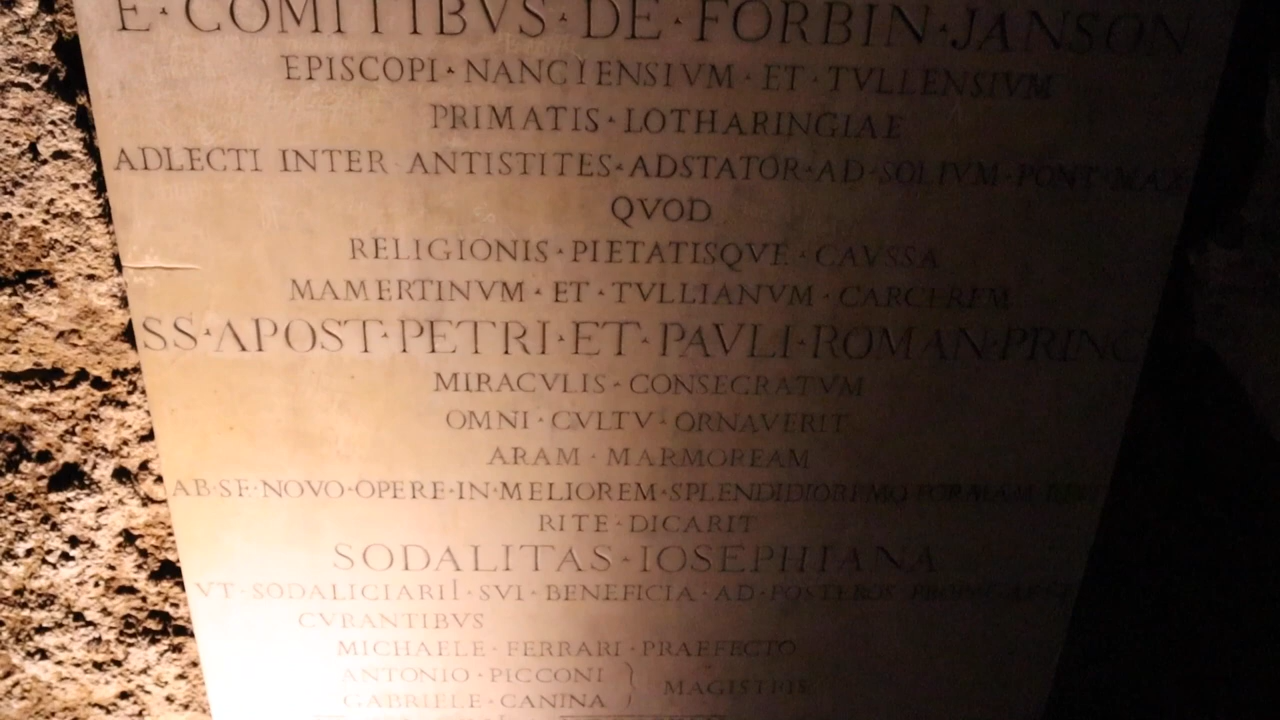 E · COMITIBVS · DE · FORBIN · JANSON
EPISCOPI · NANCIENSIVM · ET · TVLLENSIVM
PRIMATIS · LOTHARINGIAE
ADLECTI INTER ANTISTITES · ADSTATOR · AD · SOLIVM · PONT · MAX
QVOD
RELIGIONIS · PIETATISQVE · CAVSSA
MAMERTINVM · ET · TVLLIANVM · CARCEREM
SS · APOST · PETRI · ET · PAVLI · ROMAN · PRINC
MIRACVLIS · CONSECRATVM
OMNI · CVLTV · ORNAVERIT
ARAM · MARMOREAM
AB · SE · NOVO · OPERE · IN · MELIOREM · SPLENDIDIOREMQ FORMAM
RITE · DICARIT
SODALITAS · IOSEPHIANA
VT · SODALICIARII · SVI · BENEFICIA · AD · POSTEROS
CVRANTIBVS
MICHAELE · FERRARI · PRAEFECTO
ANTONIO · PICCONI
GABRIELE · CANINA
MAGISTRIS